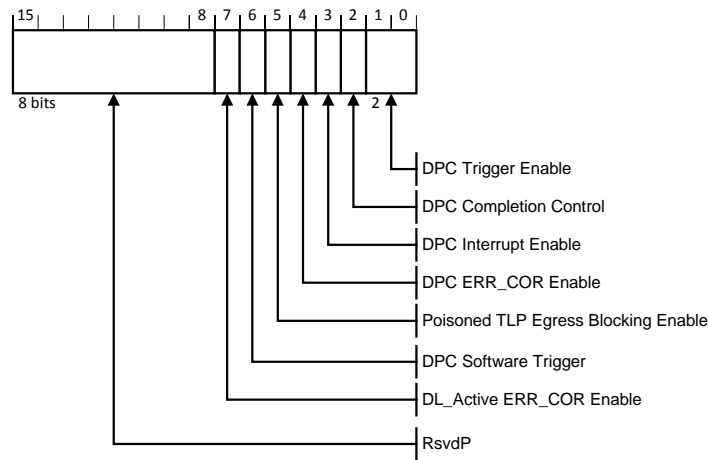 15 8 7 6 5 4 3 2 1 0
8 bits 2
DPC Trigger Enable
DPC Completion Control
DPC Interrupt Enable
DPC ERR_COR Enable
Poisoned TLP Egress Blocking Enable
DPC Software Trigger
DL_Active ERR_COR Enable
RsvdP